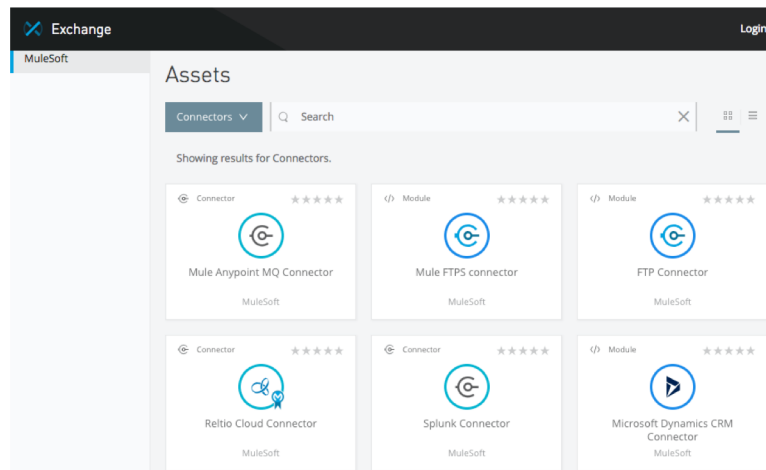 Exchange
Login
MuleSoft
Assets
Connectors
Search
Showing results for Connectors.
Connector
Module
Module
Mule Anypoint MQ Connector
Mule FTPS connector
FTP Connector
MuleSoft
MuleSoft
MuleSoft
Connector
Connector
Module
Reltio Cloud Connector
Splunk Connector
Microsoft Dynamics CRM
Connector
MuleSoft
MuleSoft
MuleSoft